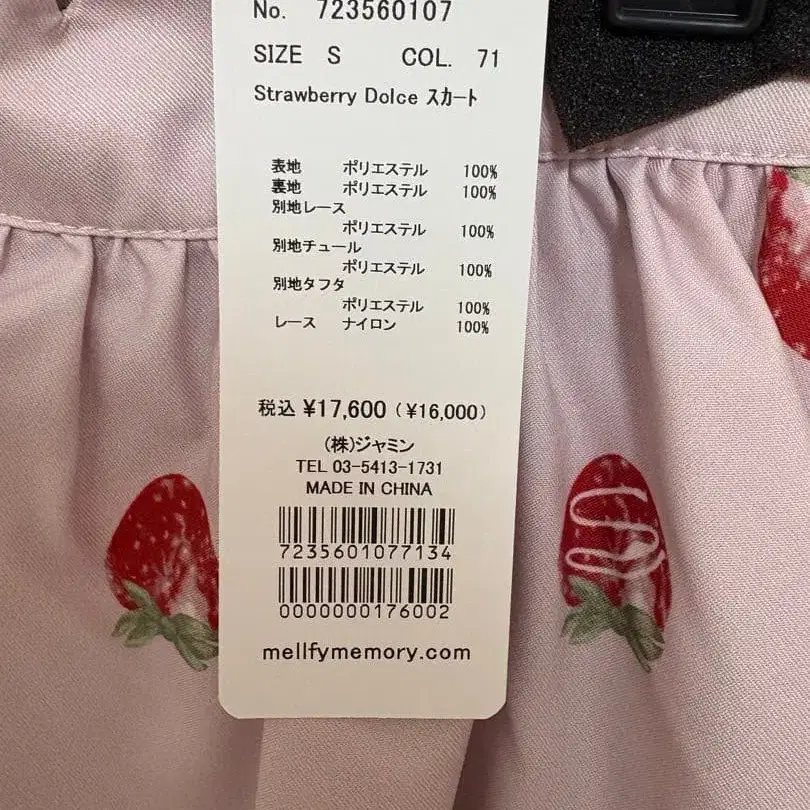 No. 723560107
SIZE S COL. 71
Strawberry Dolce スカート
表地 ポリエステル 100%
裏地 ポリエステル 100%
別地レース
ポリエステル 100%
別地チュール
ポリエステル 100%
別地タフタ
ポリエステル 100%
レース ナイロン 100%
税込 ¥17,600 (¥16,000)
(株)ジャミン
TEL 03-5413-1731
MADE IN CHINA
7235601077134
0000000176002
mellfymemory.com